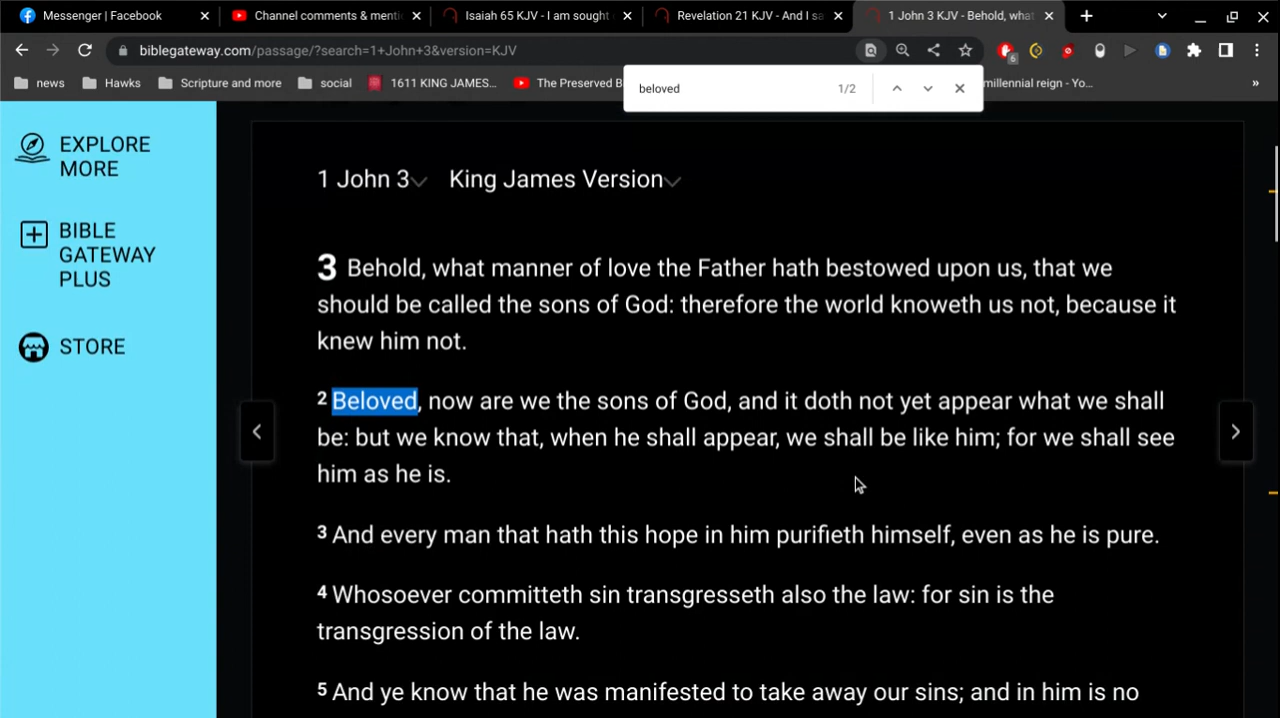 Messenger | Facebook
Channel comments & menti
Isaiah 65 KJV - I am sought
Revelation 21 KJV - And I sa
1 John 3 KJV - Behold, what
biblegateway.com/passage/?search=1+John+3&version=KJV
6
news
Hawks
Scripture and more
social
1611 KING JAMES...
The Preserved B
millennial reign - Yo...
»
beloved
1/2
EXPLORE
MORE
BIBLE
GATEWAY
PLUS
STORE
1 John 3
King James Version
3 Behold, what manner of love the Father hath bestowed upon us, that we
should be called the sons of God: therefore the world knoweth us not, because it
knew him not.
2 Beloved, now are we the sons of God, and it doth not yet appear what we shall
be: but we know that, when he shall appear, we shall be like him; for we shall see
him as he is.
3 And every man that hath this hope in him purifieth himself, even as he is pure.
4 Whosoever committeth sin transgresseth also the law: for sin is the
transgression of the law.
5 And ye know that he was manifested to take away our sins; and in him is no